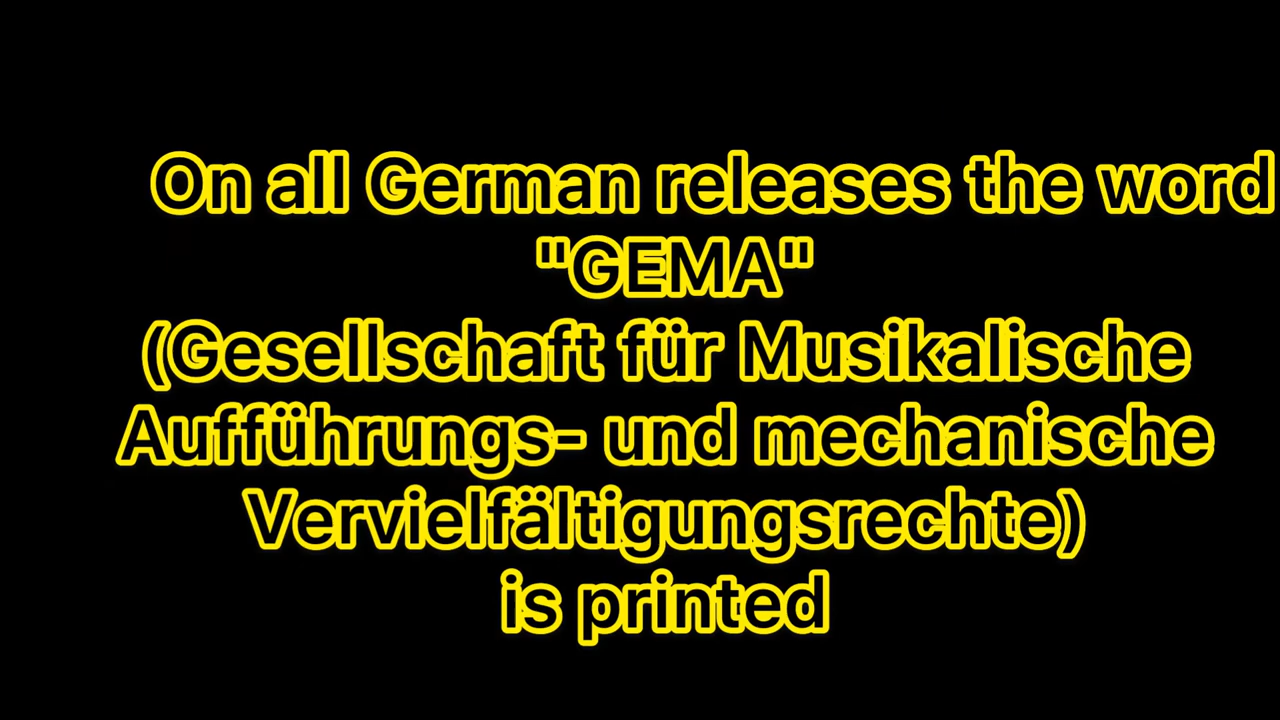 On all German releases the word
"GEMA"
(Gesellschaft für Musikalische
Aufführungs- und mechanische
Vervielfältigungsrechte)
is printed